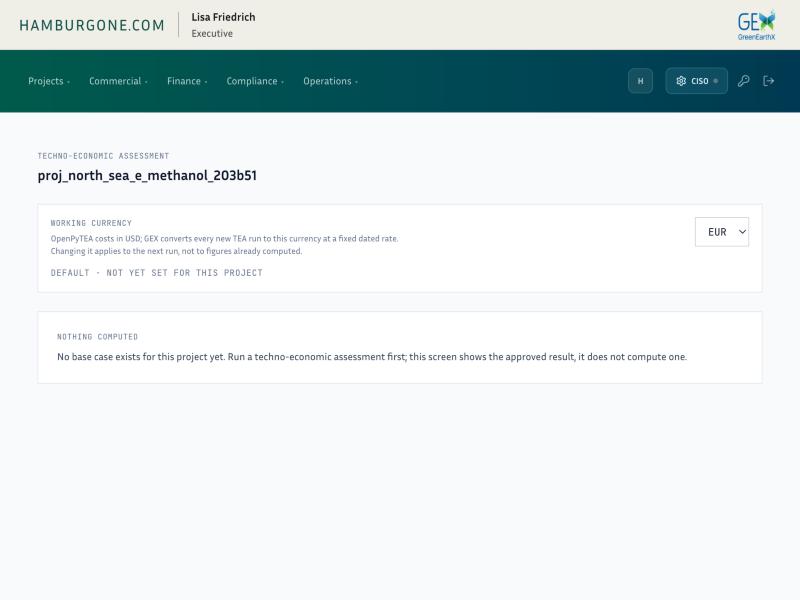 HAMBURGONE.COM
Lisa Friedrich
Executive
GEX
GreenEarthX
Projects
Commercial
Finance
Compliance
Operations
H
CISO
TECHNO-ECONOMIC ASSESSMENT
proj_north_sea_e_methanol_203b51
WORKING CURRENCY
OpenPyTEA costs in USD; GEX converts every new TEA run to this currency at a fixed dated rate.
Changing it applies to the next run, not to figures already computed.
EUR
DEFAULT · NOT YET SET FOR THIS PROJECT
NOTHING COMPUTED
No base case exists for this project yet. Run a techno-economic assessment first; this screen shows the approved result, it does not compute one.